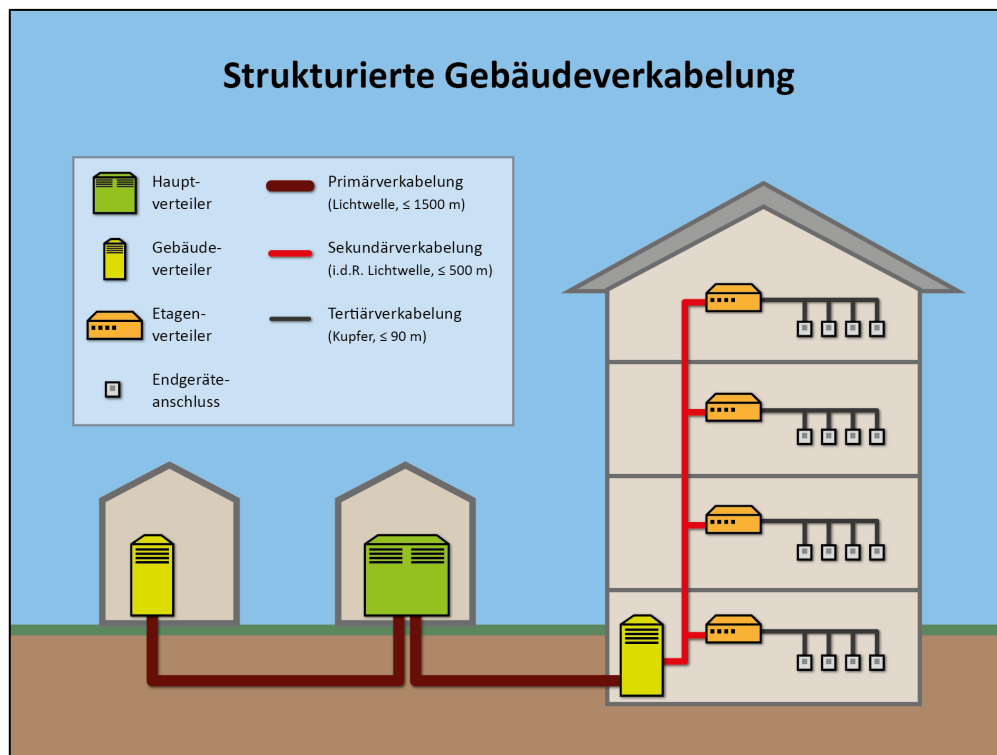 Strukturierte Gebäudeverkabelung
Haupt-
verteiler
Primärverkabelung
(Lichtwelle, ≤ 1500 m)
Gebäude-
verteiler
Sekundärverkabelung
(i.d.R. Lichtwelle, ≤ 500 m)
Etagen-
verteiler
Tertiärverkabelung
(Kupfer, ≤ 90 m)
Endgeräte-
anschluss